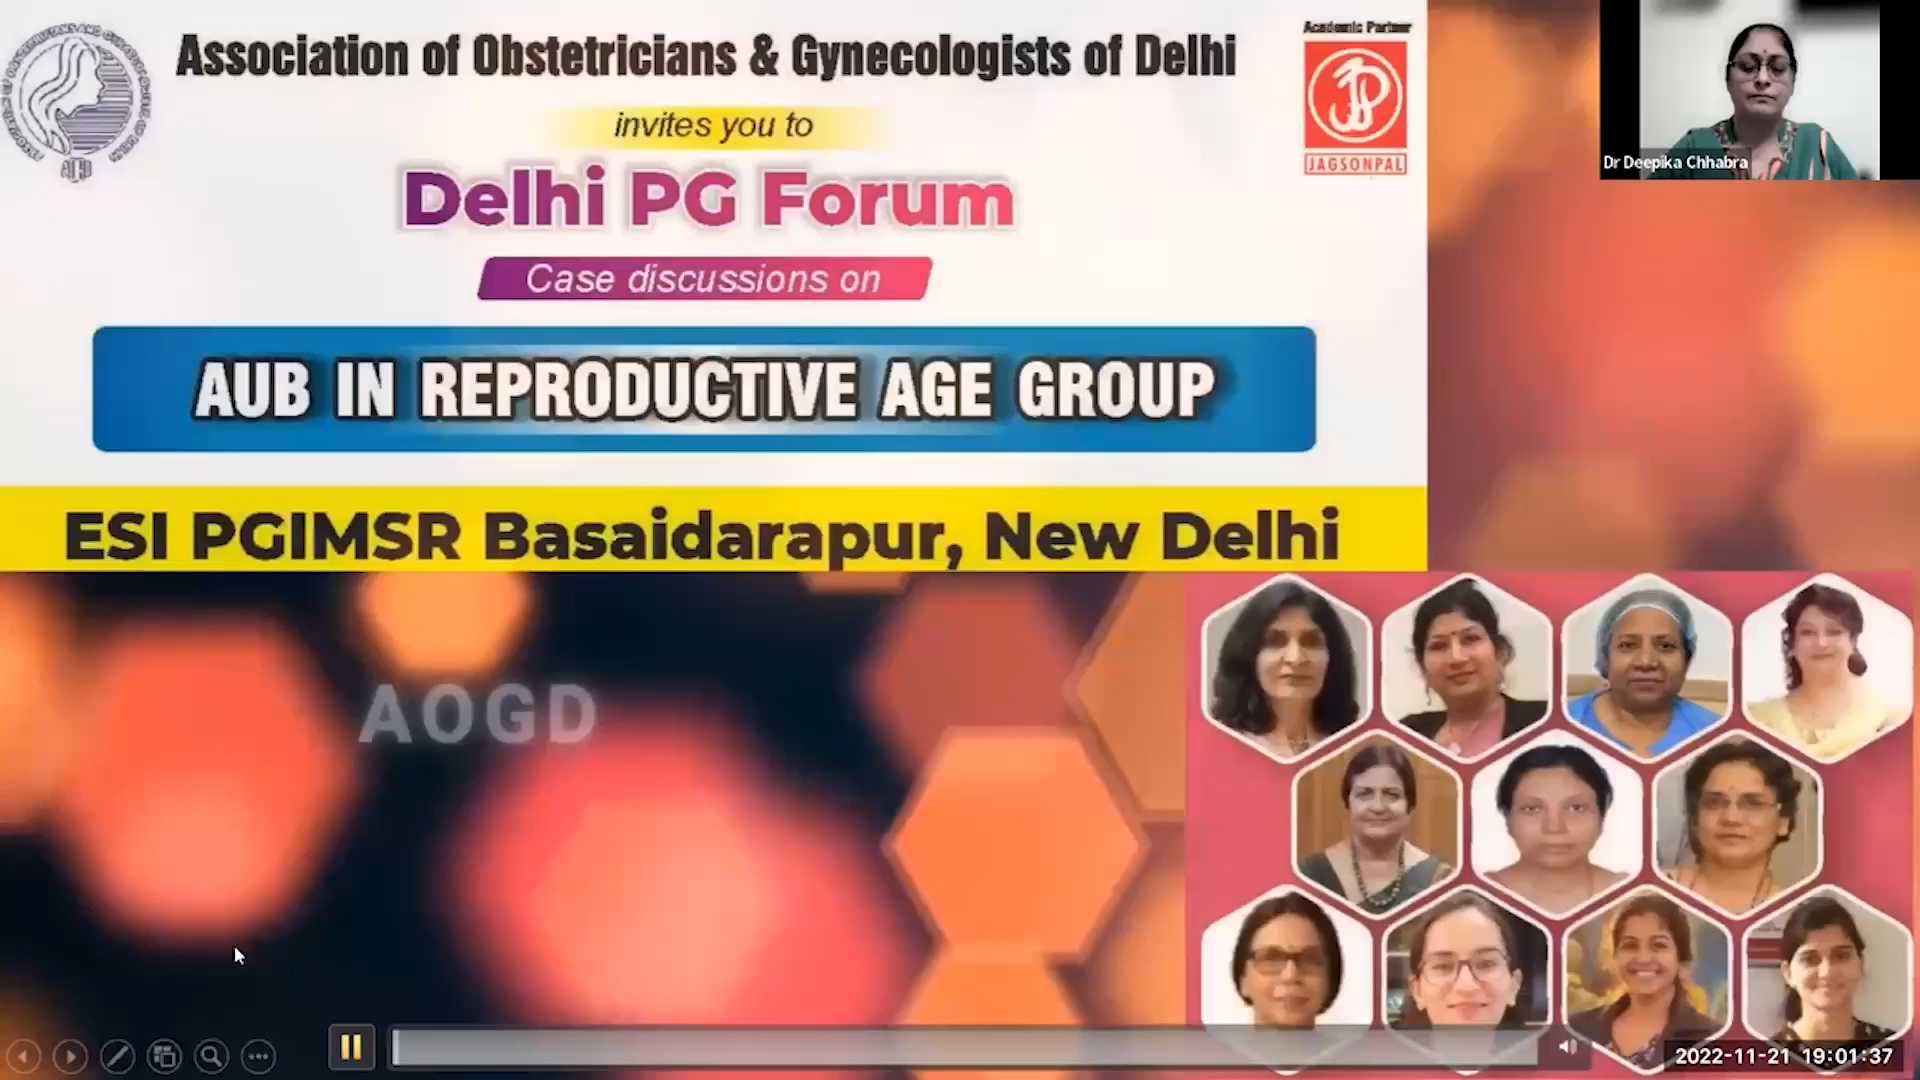 Association of Obstetricians & Gynecologists of Delhi
Academic Partner
invites you to
JAGSONPAL
Dr Deepika Chhabra
Delhi PG Forum
Case discussions on
AUB IN REPRODUCTIVE AGE GROUP
ESI PGIMSR Basaidarapur, New Delhi
AOGD
2022-11-21 19:01:37